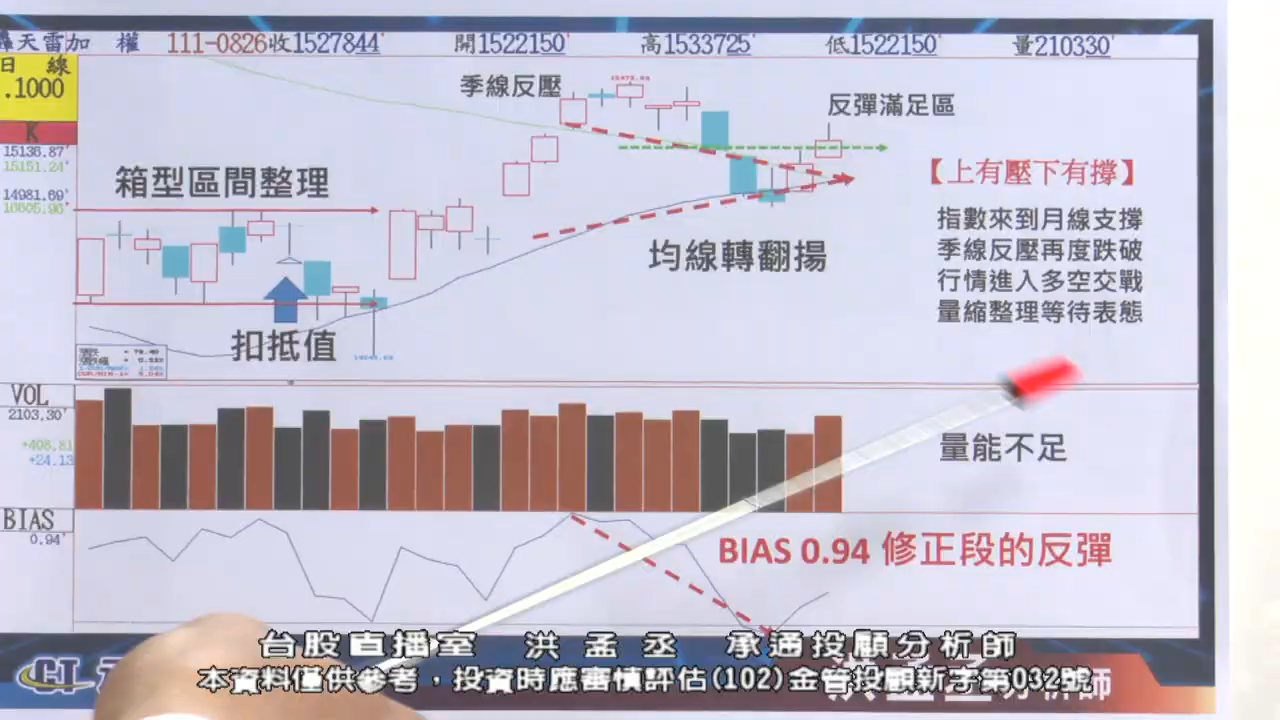 轟天雷加 權 111-0826收1527844' 開1522150' 高1533725' 低1522150' 量210330'
日 線
.1000
K
15136.87'
15151.24'
14981.69'
季線反壓
反彈滿足區
箱型區間整理
【上有壓下有撐】
指數來到月線支撐
季線反壓再度跌破
行情進入多空交戰
量縮整理等待表態
均線轉翻揚
扣抵值
VOL
2103.30'
+408.81
+24.13
量能不足
BIAS
0.94'
BIAS 0.94 修正段的反彈
台股直播室 洪孟丞 承通投顧分析師
本資料僅供參考，投資時應審慎評估(102)金管投顧新字第032號